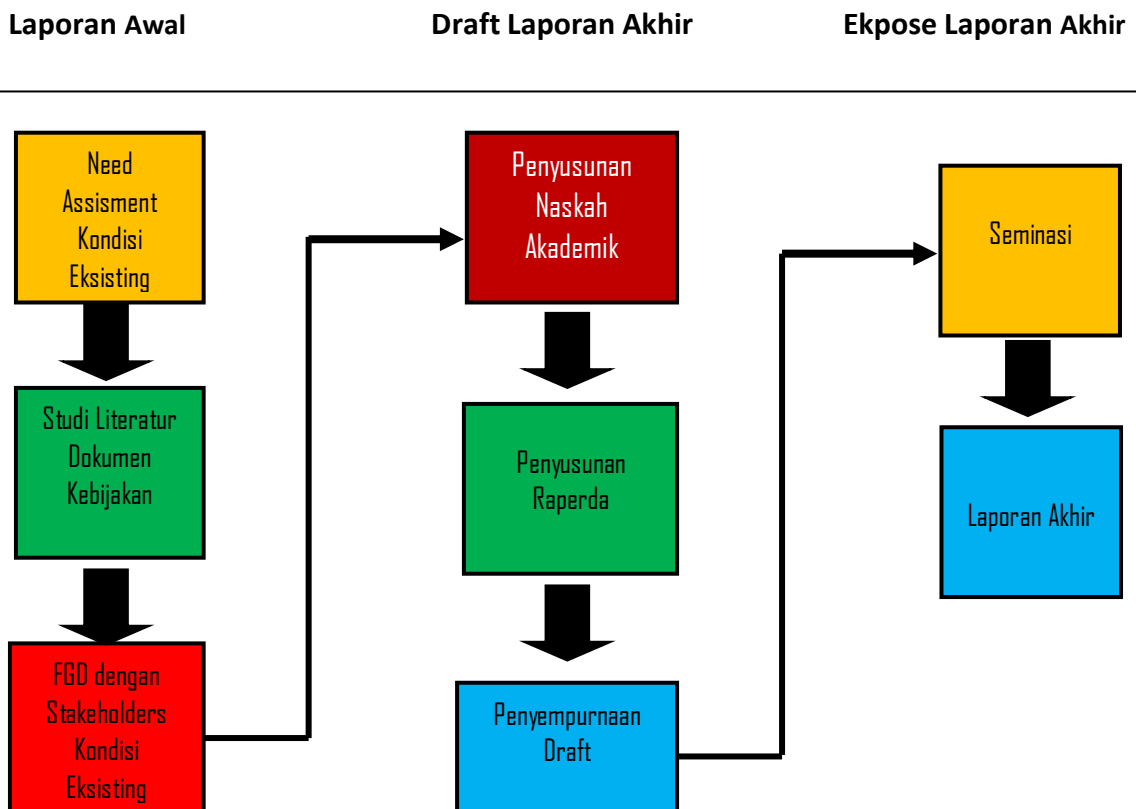 Laporan Awal
Draft Laporan Akhir
Ekpose Laporan Akhir
Need
Assisment
Kondisi
Eksisting
Studi Literatur
Dokumen
Kebijakan
FGD dengan
Stakeholders
Kondisi
Eksisting
Penyusunan
Naskah
Akademik
Penyusunan
Raperda
Penyempurnaan
Draft
Seminasi
Laporan Akhir